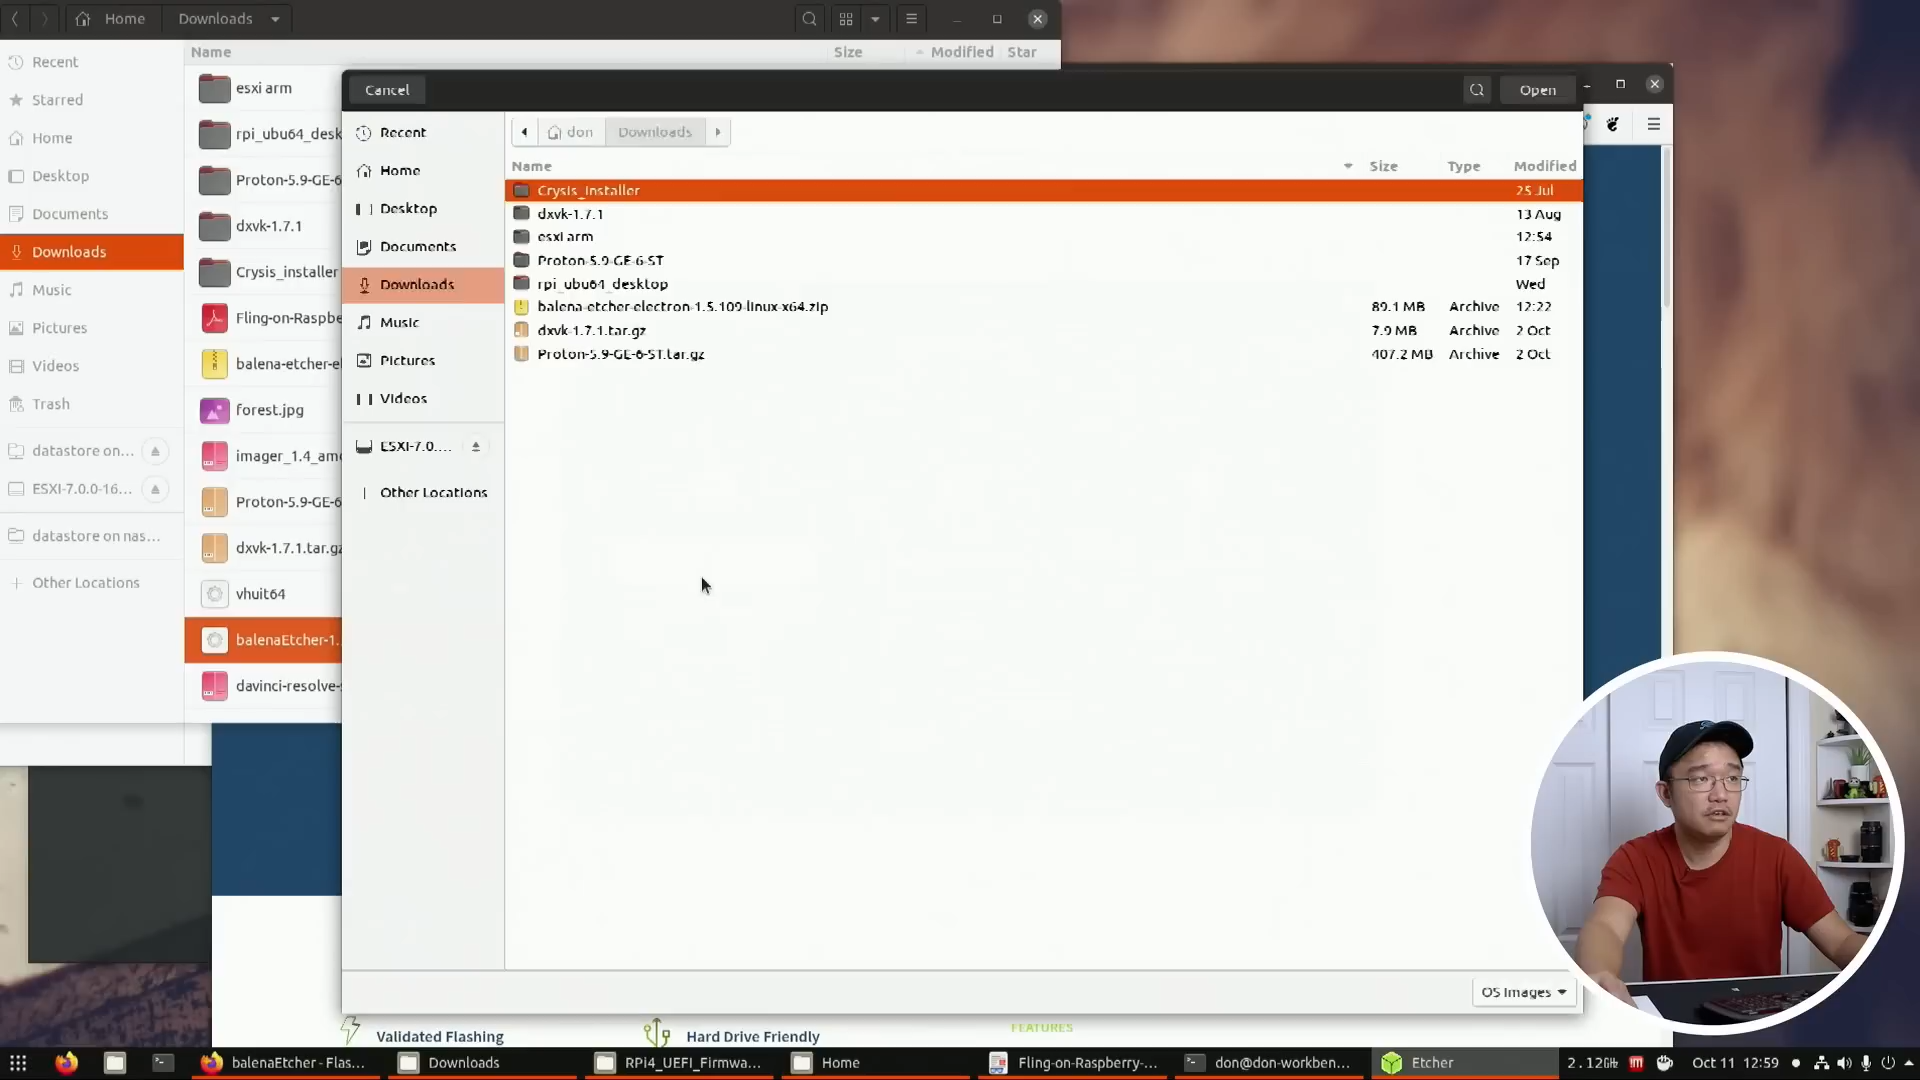 Home
Downloads
Name
Size
Modified
Star
Recent
Starred
Home
Desktop
Documents
Downloads
Music
Pictures
Videos
Trash
datastore on...
ESXI-7.0.0-16...
datastore on nas...
Other Locations
esxi arm
rpi_ubu64_desk
Proton-5.9-GE-6
dxvk-1.7.1
Crysis_installer
Fling-on-Raspbe
balena-etcher-el
forest.jpg
imager_1.4_amd
Proton-5.9-GE-6
dxvk-1.7.1.tar.gz
vhuit64
balenaEtcher-1.
davinci-resolve-s
Cancel
Open
Recent
Home
Desktop
Documents
Downloads
Music
Pictures
Videos
ESXI-7.0....
Other Locations
don
Downloads
Name
Size
Type
Modified
Crysis_installer 25 Jul
dxvk-1.7.1 13 Aug
esxi arm 12:54
Proton-5.9-GE-6-ST 17 Sep
rpi_ubu64_desktop Wed
balena-etcher-electron-1.5.109-linux-x64.zip 89.1 MB Archive 12:22
dxvk-1.7.1.tar.gz 7.9 MB Archive 2 Oct
Proton-5.9-GE-6-ST.tar.gz 407.2 MB Archive 2 Oct
OS Images
Validated Flashing
Hard Drive Friendly
FEATURES
balenaEtcher - Flas...
Downloads
RPi4_UEFI_Firmwa...
Home
Fling-on-Raspberry-...
don@don-workben...
Etcher
2.12GHz
Oct 11 12:59